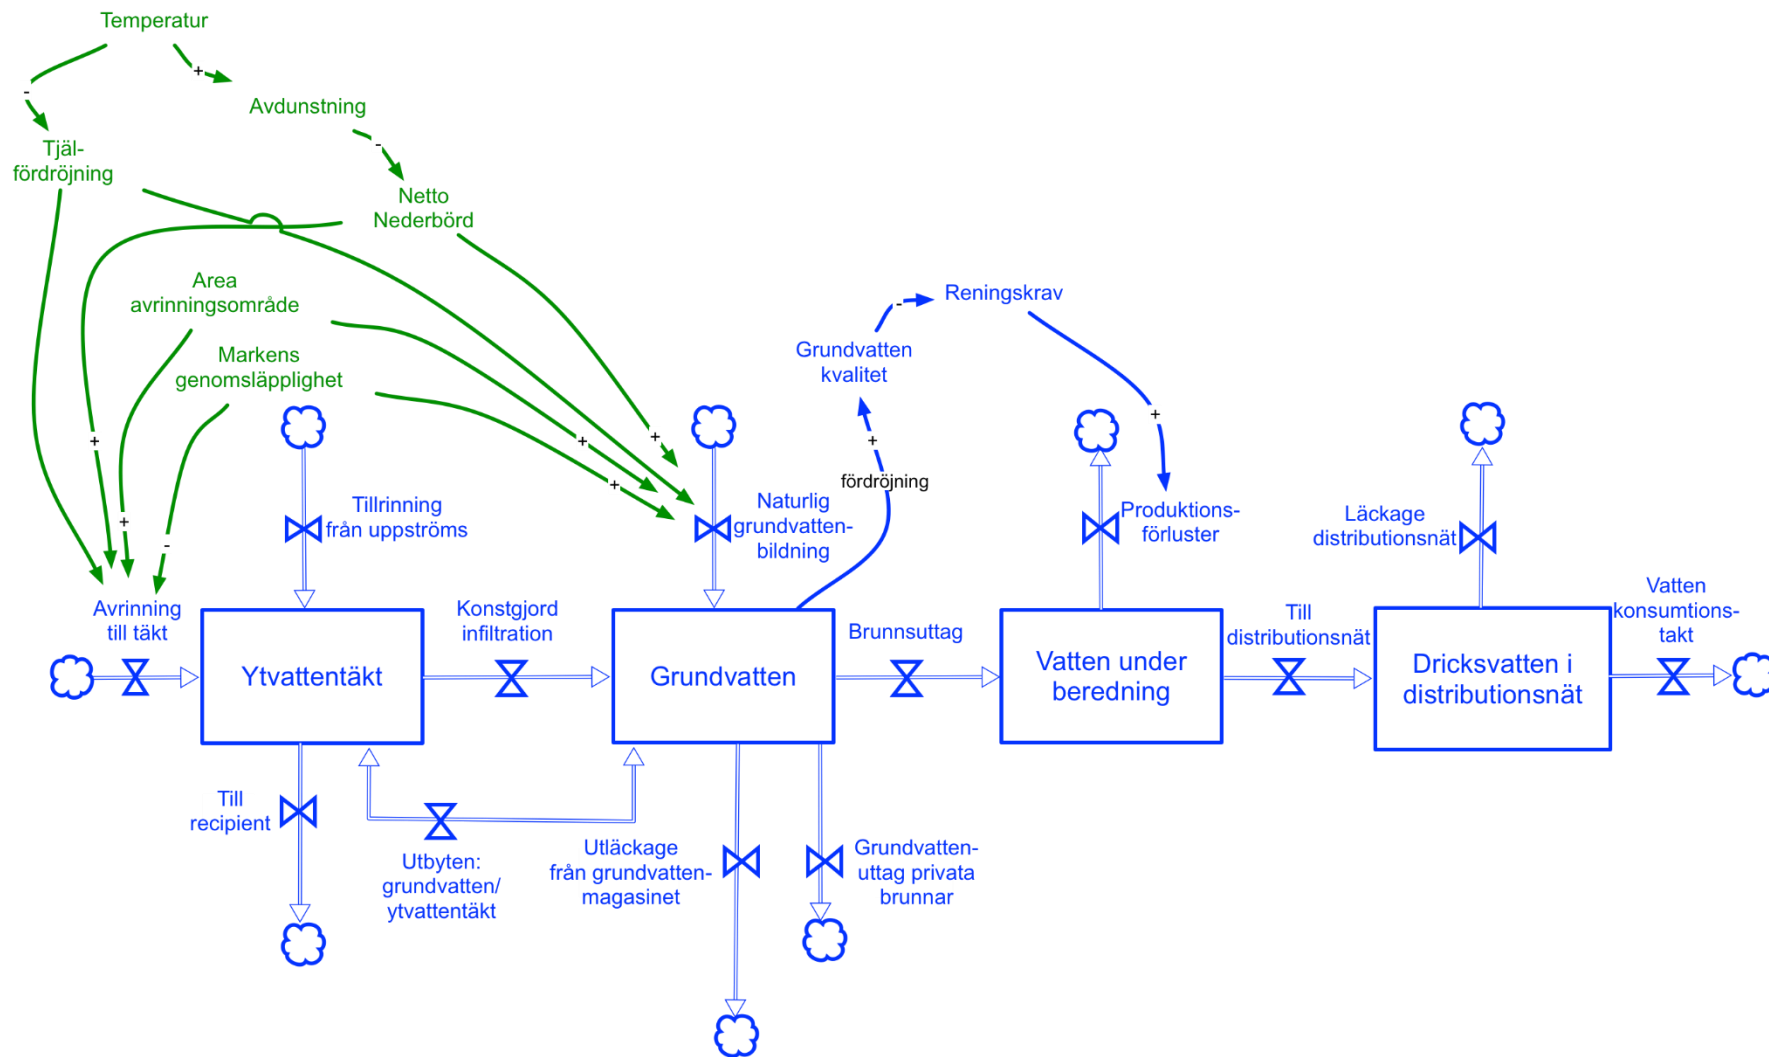 Temperatur
+
-
Avdunstning
-
Tjäl-
fördröjning
Netto
Nederbörd
Area
avrinningsområde
Markens
genomsläpplighet
Reningskrav
-
Grundvatten
kvalitet
+
+
+
+
+
fördröjning
+
+
-
Tillrinning
från uppströms
Naturlig
grundvatten-
bildning
Produktions-
förluster
Läckage
distributionsnät
Avrinning
till täkt
Konstgjord
infiltration
Brunnsuttag
Till
distributionsnät
Vatten
konsumtions-
takt
Ytvattentäkt
Grundvatten
Vatten under
beredning
Dricksvatten i
distributionsnät
Till
recipient
Utbyten:
grundvatten/
ytvattentäkt
Utläckage
från grundvatten-
magasinet
Grundvatten-
uttag privata
brunnar